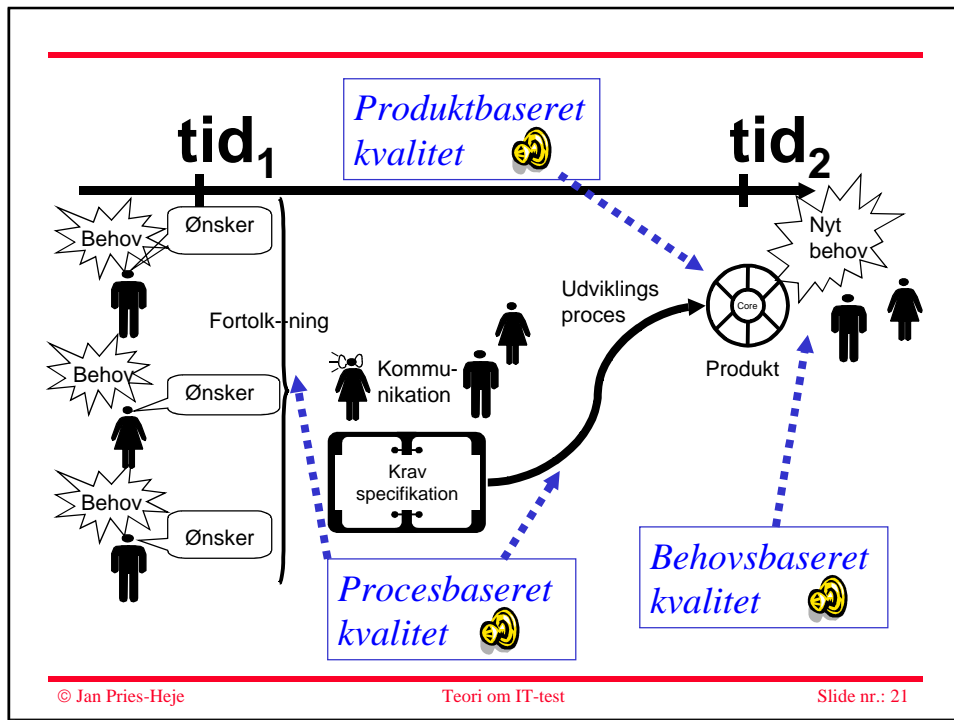 Produktbaseret
kvalitet
tid1
tid2
Behov
Ønsker
Nyt
behov
Fortolk--ning
Behov
Ønsker
Behov
Ønsker
Kommu-
nikation
Krav
specifikation
Udviklings
proces
Core
Produkt
Procesbaseret
kvalitet
Behovsbaseret
kvalitet
© Jan Pries-Heje
Teori om IT-test
Slide nr.: 21